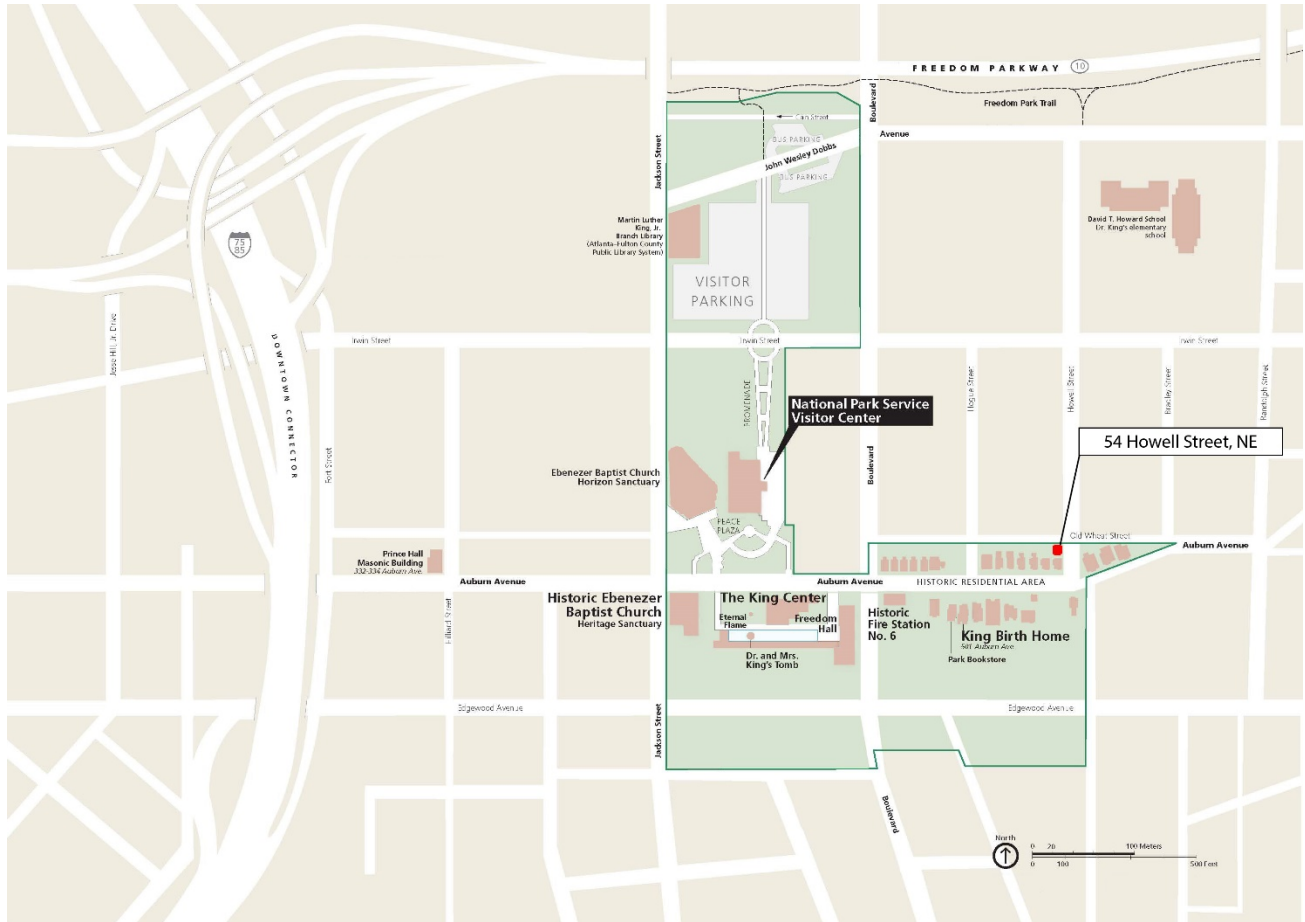 FREEDOM PARKWAY 10
Freedom Park Trail
Boulevard
Cain Street
Avenue
BUS PARKING
John Wesley Dobbs
BUS PARKING
Jackson Street
Martin Luther
King, Jr.
Branch Library
(Atlanta-Fulton County
Public Library System)
David T. Howard School
Dr. King's elementary
school
75
85
VISITOR
PARKING
Jesse Hill, Jr. Drive
DOWNTOWN CONNECTOR
Irwin Street
Irwin Street
Irwin Street
Fort Street
PROMENADE
National Park Service
Visitor Center
Boulevard
Hogue Street
Howell Street
Bradley Street
Randolph Street
54 Howell Street, NE
Ebenezer Baptist Church
Horizon Sanctuary
PEACE
PLAZA
Old Wheat Street
Auburn Avenue
Prince Hall
Masonic Building
332-334 Auburn Ave.
Auburn Avenue
Auburn Avenue
HISTORIC RESIDENTIAL AREA
Hilliard Street
Historic Ebenezer
Baptist Church
Heritage Sanctuary
The King Center
Eternal
Flame
Freedom
Hall
Dr. and Mrs.
King's Tomb
Historic
Fire Station
No. 6
King Birth Home
501 Auburn Ave.
Park Bookstore
Edgewood Avenue
Edgewood Avenue
Jackson Street
Boulevard
North
0 20 100 Meters
0 100 500 Feet